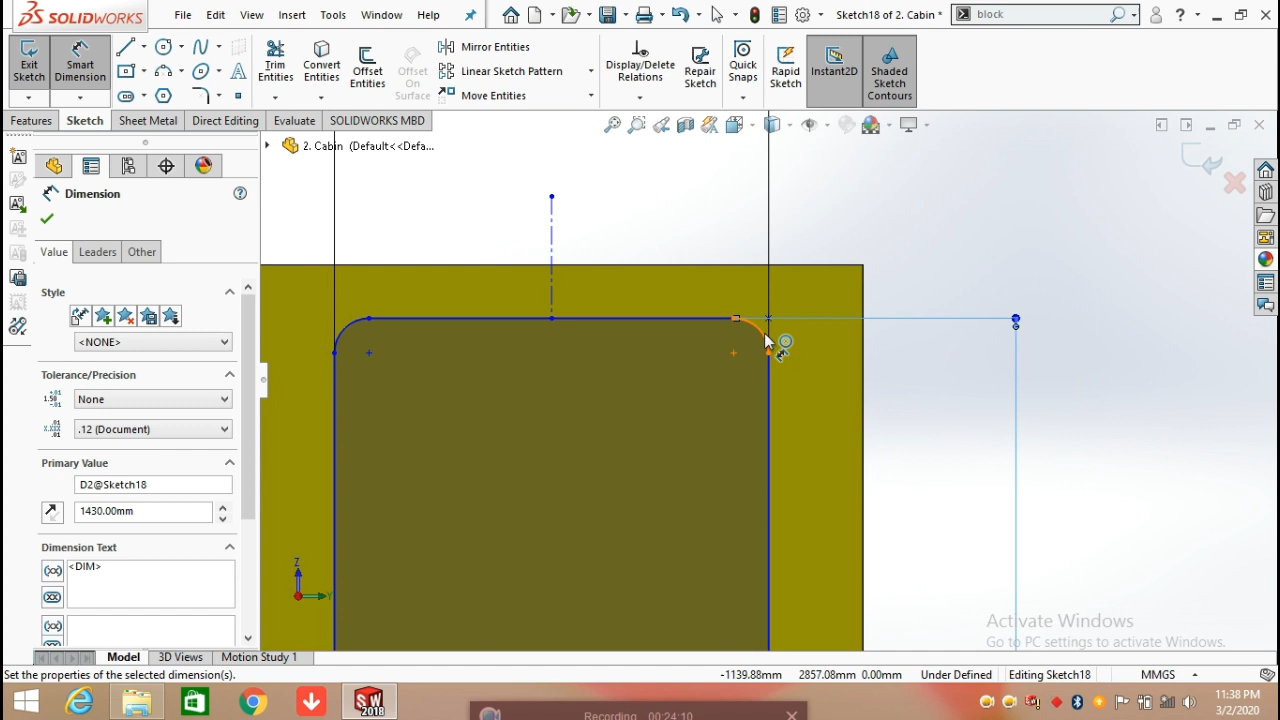 SOLIDWORKS
File Edit View Insert Tools Window Help
Sketch18 of 2. Cabin *
block
Exit Sketch
Smart Dimension
Trim Entities
Convert Entities
Offset Entities
Offset On Surface
Mirror Entities
Linear Sketch Pattern
Move Entities
Display/Delete Relations
Repair Sketch
Quick Snaps
Rapid Sketch
Instant2D
Shaded Sketch Contours
Features Sketch Sheet Metal Direct Editing Evaluate SOLIDWORKS MBD
2. Cabin (Default<<Defa...
Dimension
Value Leaders Other
Style
<NONE>
Tolerance/Precision
None
.12 (Document)
Primary Value
D2@Sketch18
1430.00mm
Dimension Text
<DIM>
Z
Y
Activate Windows
Go to PC settings to activate Windows.
Model 3D Views Motion Study 1
Set the properties of the selected dimension(s).
-1139.88mm 2857.08mm 0.00mm Under Defined Editing Sketch18 MMGS
SW 2018
Recording 00:24:10
11:38 PM
3/2/2020